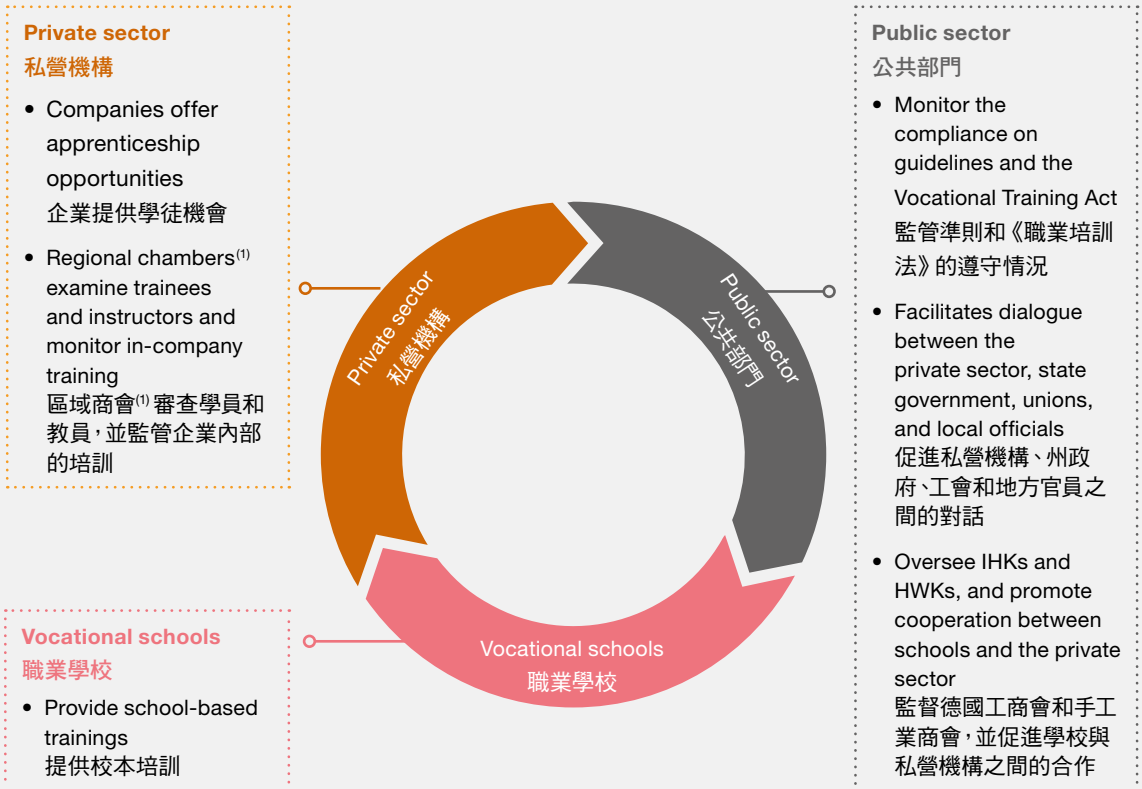 Private sector
私營機構
• Companies offer
apprenticeship
opportunities
企業提供學徒機會
• Regional chambers⁽¹⁾
examine trainees
and instructors and
monitor in-company
training
區域商會⁽¹⁾審查學員和
教員，並監管企業內部
的培訓
Vocational schools
職業學校
• Provide school-based
trainings
提供校本培訓
Private sector
私營機構
Public sector
公共部門
Vocational schools
職業學校
Public sector
公共部門
• Monitor the
compliance on
guidelines and the
Vocational Training Act
監管準則和《職業培訓
法》的遵守情況
• Facilitates dialogue
between the
private sector, state
government, unions,
and local officials
促進私營機構、州政
府、工會和地方官員之
間的對話
• Oversee IHKs and
HWKs, and promote
cooperation between
schools and the private
sector
監督德國工商會和手工
業商會，並促進學校與
私營機構之間的合作